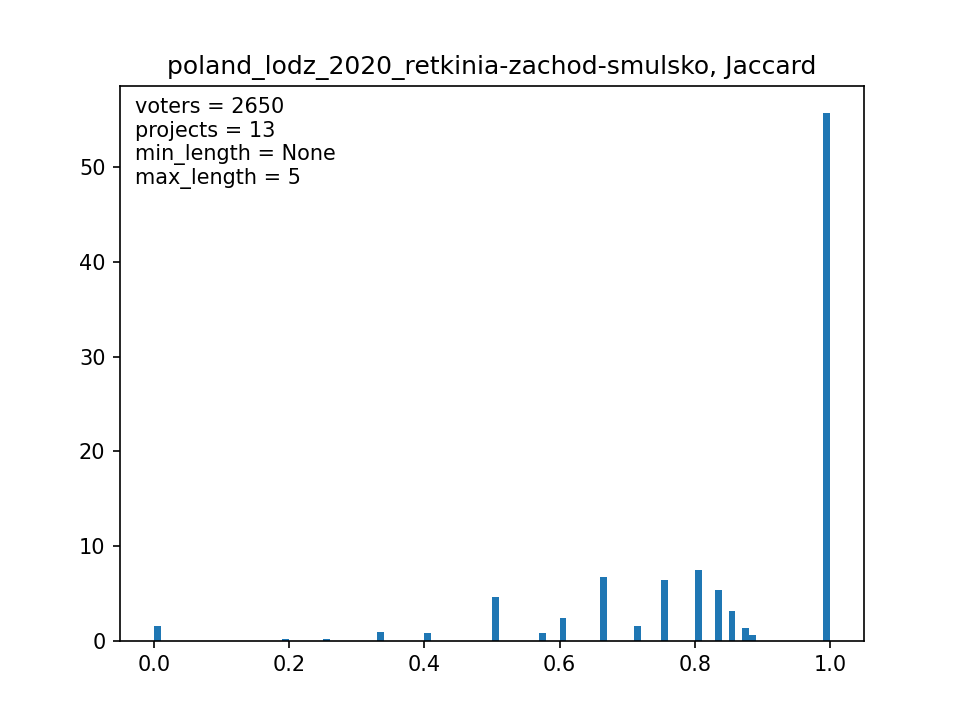 poland_lodz_2020_retkinia-zachod-smulsko, Jaccard
voters = 2650
projects = 13
min_length = None
max_length = 5
50
40
30
20
10
0
0.0 0.2 0.4 0.6 0.8 1.0